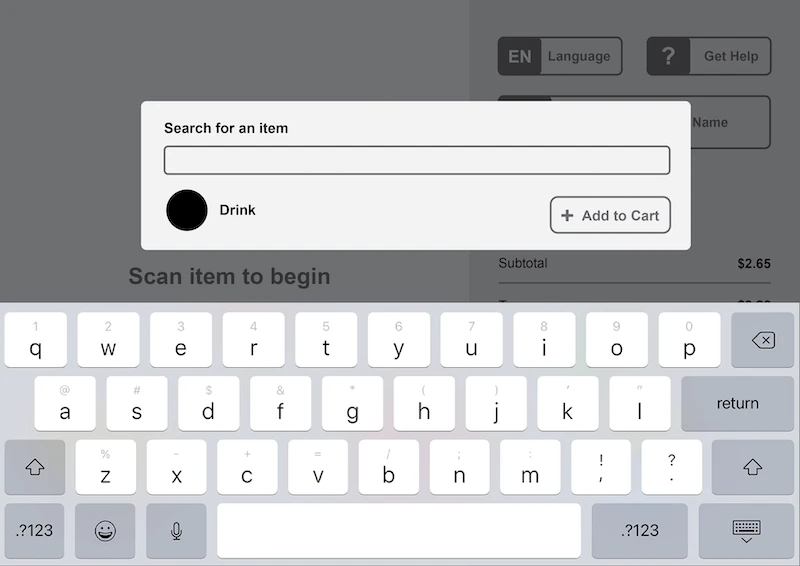 EN Language
? Get Help
Name
Search for an item
Drink
+ Add to Cart
Scan item to begin
Subtotal $2.65
1 2 3 4 5 6 7 8 9 0
q w e r t y u i o p
@ # $ & * ( ) ' "
a s d f g h j k l return
% - + = / ; : ! ?
z x c v b n m , .
.?123 .?123